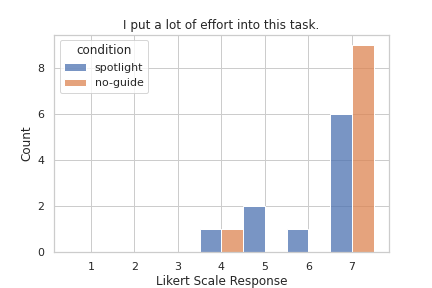 I put a lot of effort into this task.
condition
spotlight
no-guide
Count
8
6
4
2
0
1 2 3 4 5 6 7
Likert Scale Response